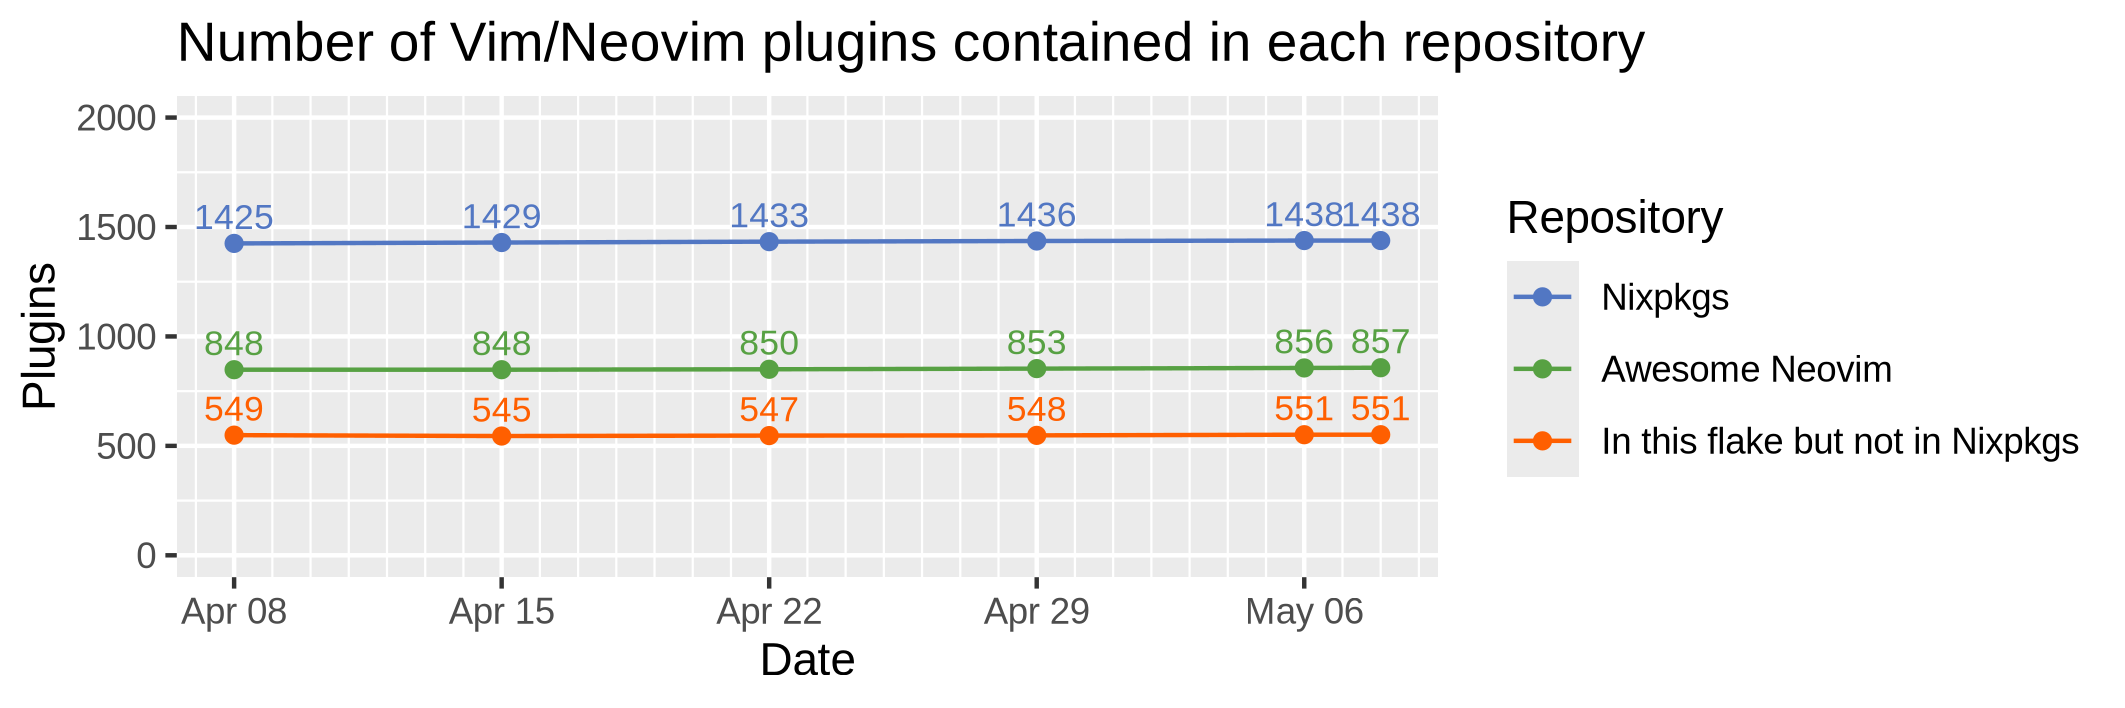 Number of Vim/Neovim plugins contained in each repository
2000
1500
1000
500
0
Plugins
1425 1429 1433 1436 1438 1438
848 848 850 853 856 857
549 545 547 548 551 551
Apr 08 Apr 15 Apr 22 Apr 29 May 06
Date
Repository
Nixpkgs
Awesome Neovim
In this flake but not in Nixpkgs